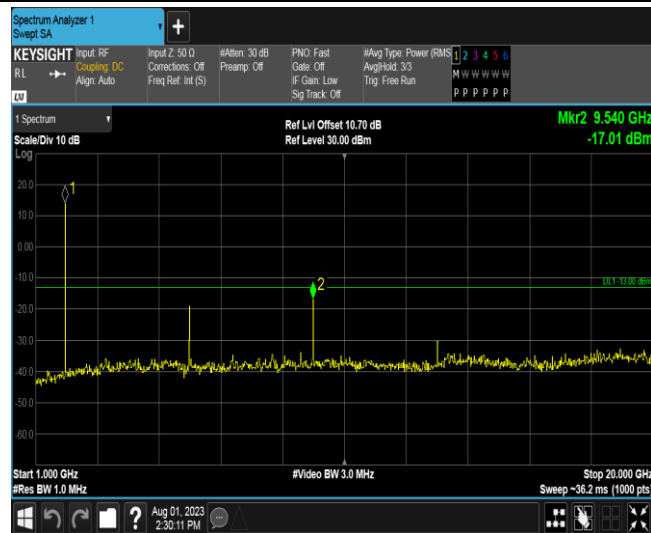 Spectrum Analyzer 1
Swept SA
+
KEYSIGHT
RL
LXI
Input: RF
Coupling: DC
Align: Auto
Input Z: 50 Ω
Corrections: Off
Freq Ref: Int (S)
#Atten: 30 dB
Preamp: Off
PNO: Fast
Gate: Off
IF Gain: Low
Sig Track: Off
#Avg Type: Power (RMS
Avg|Hold: 3/3
Trig: Free Run
1 2 3 4 5 6
M W W W W W
P P P P P P
1 Spectrum
Scale/Div 10 dB
Log
Ref Lvl Offset 10.70 dB
Ref Level 30.00 dBm
Mkr2 9.540 GHz
-17.01 dBm
20.0
10.0
0.00
-10.0
-20.0
-30.0
-40.0
-50.0
-60.0
1
2
DL1 -13.00 dBm
Start 1.000 GHz
#Res BW 1.0 MHz
#Video BW 3.0 MHz
Stop 20.000 GHz
Sweep ~36.2 ms (1000 pts)
?
Aug 01, 2023
2:30:11 PM